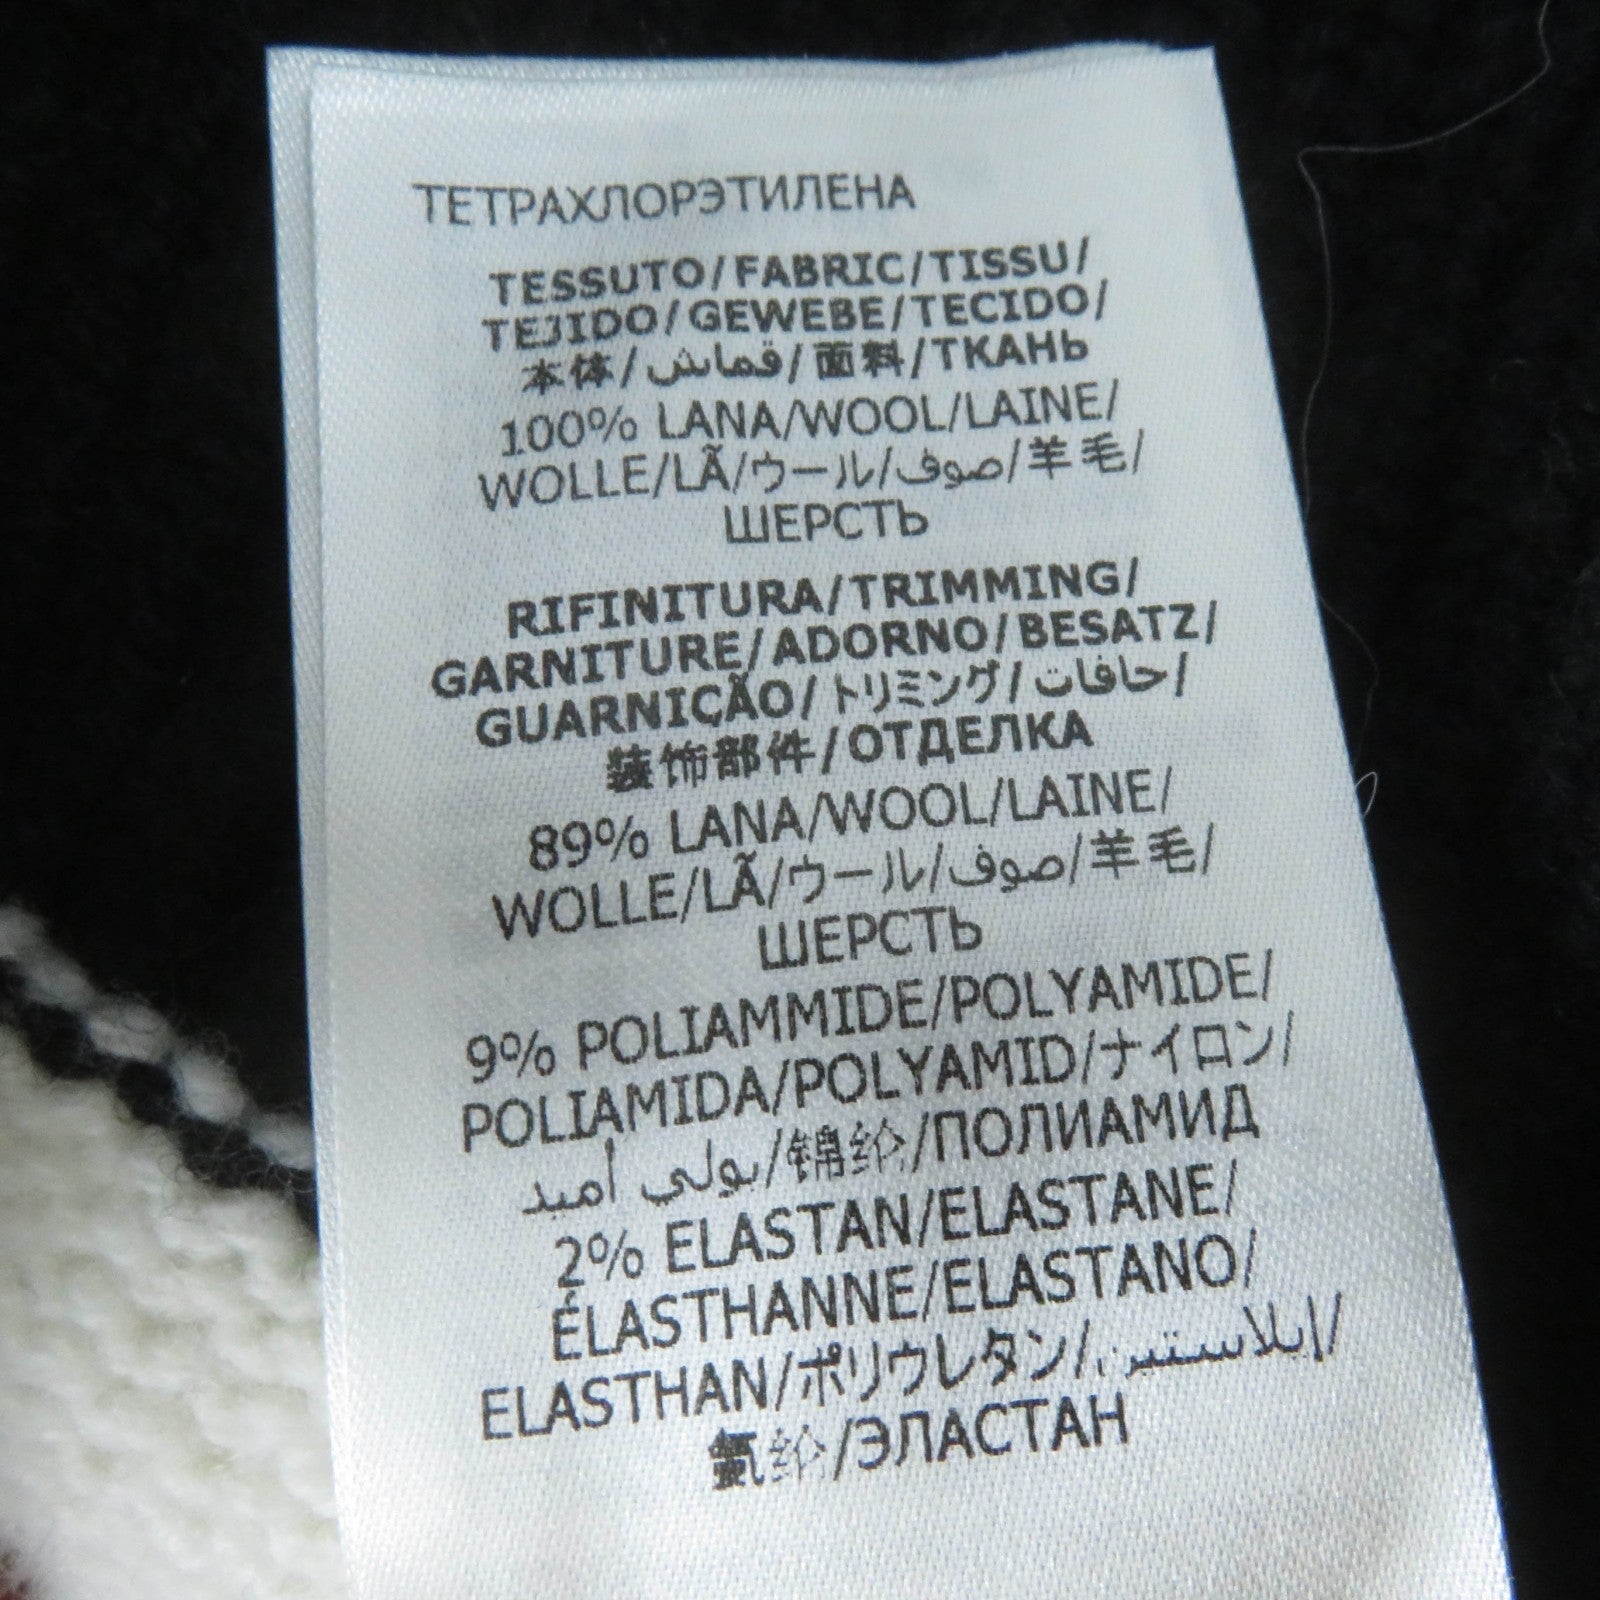 ТЕТРАХЛОРЭТИЛЕНА
TESSUTO/FABRIC/TISSU/
TEJIDO/GEWEBE/TECIDO/
本体/قماش/面料/ТКАНЬ
100% LANA/WOOL/LAINE/
WOLLE/LÃ/ウール/صوف/羊毛/
ШЕРСТЬ
RIFINITURA/TRIMMING/
GARNITURE/ADORNO/BESATZ/
GUARNIÇÃO/トリミング/حافات/
装饰部件/ОТДЕЛКА
89% LANA/WOOL/LAINE/
WOLLE/LÃ/ウール/صوف/羊毛/
ШЕРСТЬ
9% POLIAMMIDE/POLYAMIDE/
POLIAMIDA/POLYAMID/ナイロン/
بولي أميد/锦纶/ПОЛИАМИД
2% ELASTAN/ELASTANE/
ÉLASTHANNE/ELASTANO/
ELASTHAN/ポリウレタン/إيلاستين/
氨纶/ЭЛАСТАН